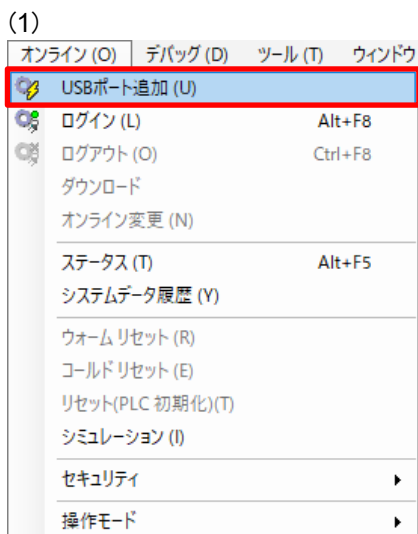 (1)
オンライン (O) デバッグ (D) ツール (T) ウィンドウ
USBポート追加 (U)
ログイン (L) Alt+F8
ログアウト (O) Ctrl+F8
ダウンロード
オンライン変更 (N)
ステータス (T) Alt+F5
システムデータ履歴 (Y)
ウォーム リセット (R)
コールド リセット (E)
リセット(PLC 初期化)(T)
シミュレーション (I)
セキュリティ
操作モード